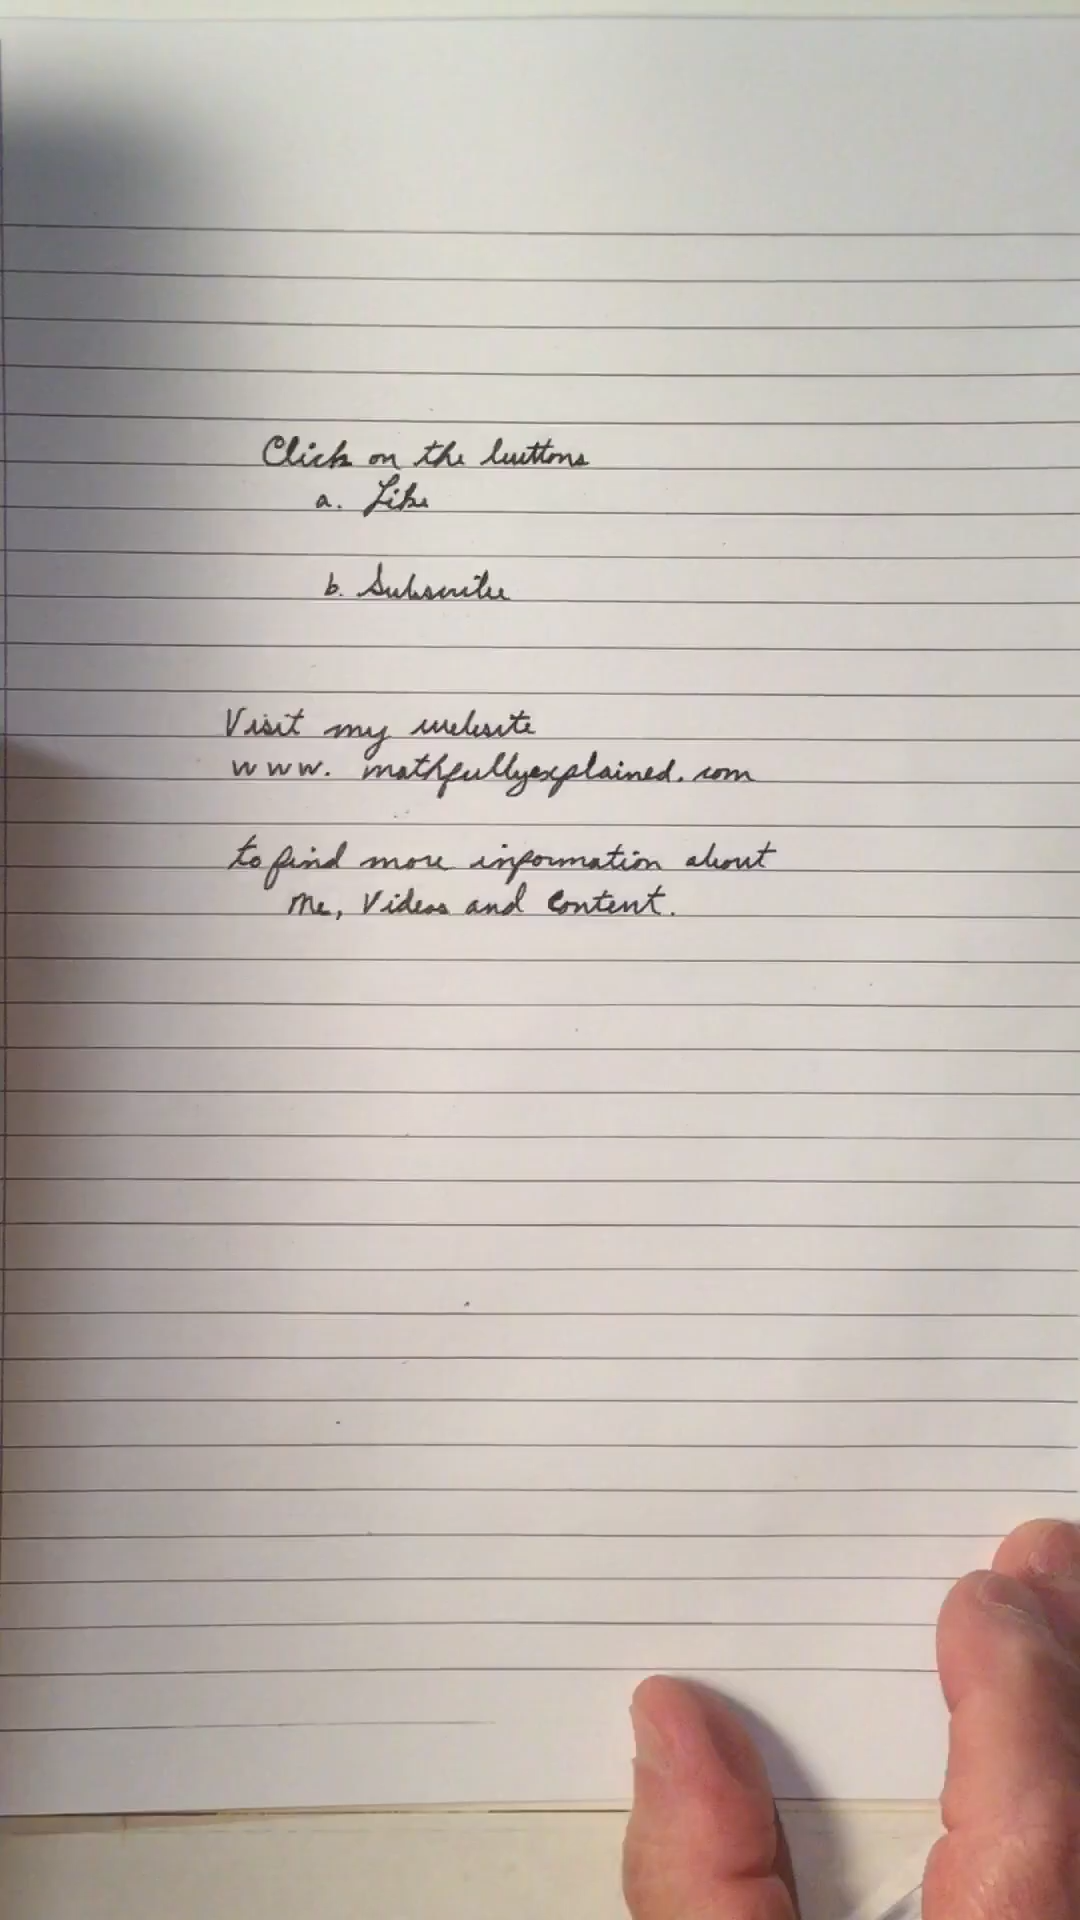 Click on the buttons
a. Like
b. Subscribe
Visit my website
www. mathfullyexplained.com
to find more information about
me, Videos and Content.